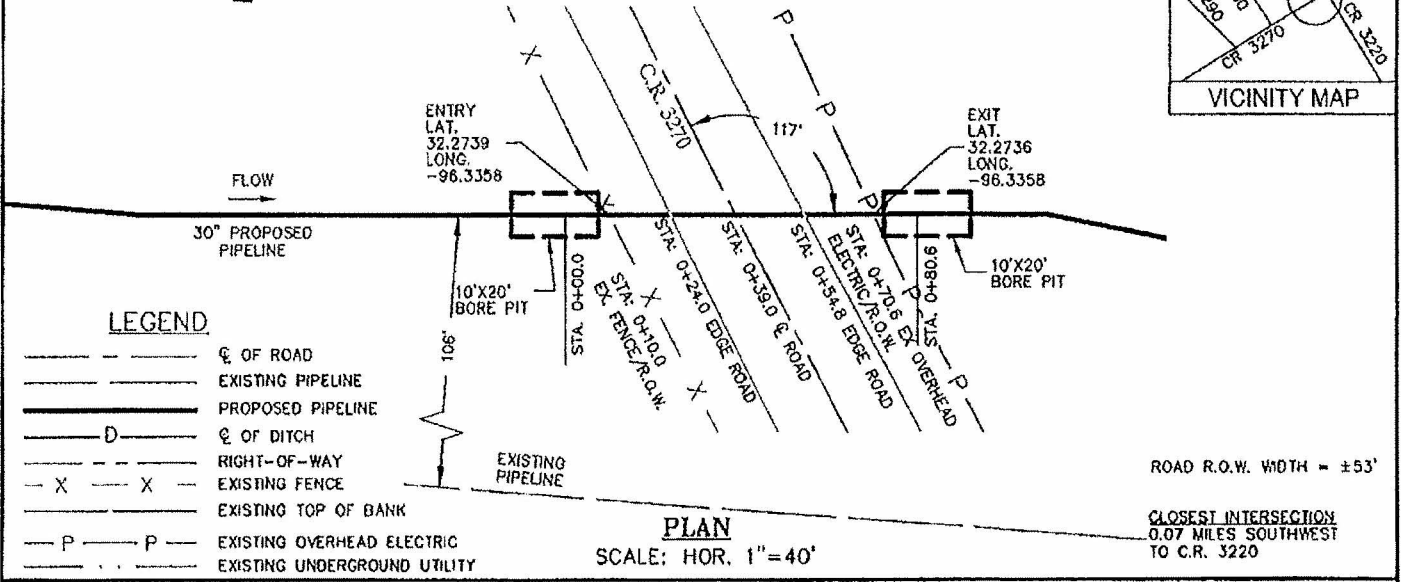 290
CR 3270
CR 3220
VICINITY MAP
C.R. 3270
117'
ENTRY
LAT.
32.2739
LONG.
-96.3358
EXIT
LAT.
32.2736
LONG.
-96.3358
FLOW
30" PROPOSED
PIPELINE
10'X20'
BORE PIT
STA. 0+00.0
STA: 0+10.0
EX. FENCE/R.O.W.
STA: 0+24.0 EDGE ROAD
STA: 0+39.0 ℄ ROAD
STA: 0+54.8 EDGE ROAD
STA: 0+70.6 EX OVERHEAD
ELECTRIC/R.O.W.
STA. 0+80.6
10'X20'
BORE PIT
106'
X
X
X
P
P
P
P
P
LEGEND
℄ OF ROAD
EXISTING PIPELINE
PROPOSED PIPELINE
D ℄ OF DITCH
RIGHT-OF-WAY
X X EXISTING FENCE
EXISTING TOP OF BANK
P P EXISTING OVERHEAD ELECTRIC
EXISTING UNDERGROUND UTILITY
EXISTING
PIPELINE
PLAN
SCALE: HOR. 1"=40'
ROAD R.O.W. WIDTH = ±53'
CLOSEST INTERSECTION
0.07 MILES SOUTHWEST
TO C.R. 3220